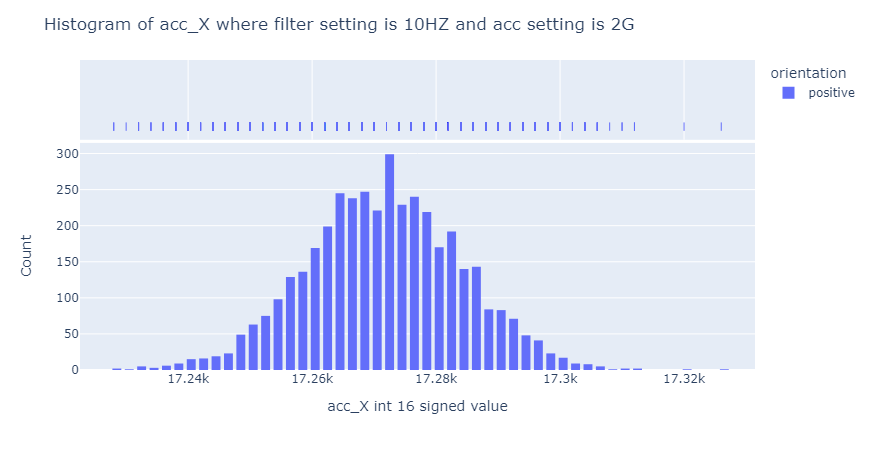 Histogram of acc_X where filter setting is 10HZ and acc setting is 2G
orientation
positive
300
250
200
150
100
50
0
Count
17.24k 17.26k 17.28k 17.3k 17.32k
acc_X int 16 signed value